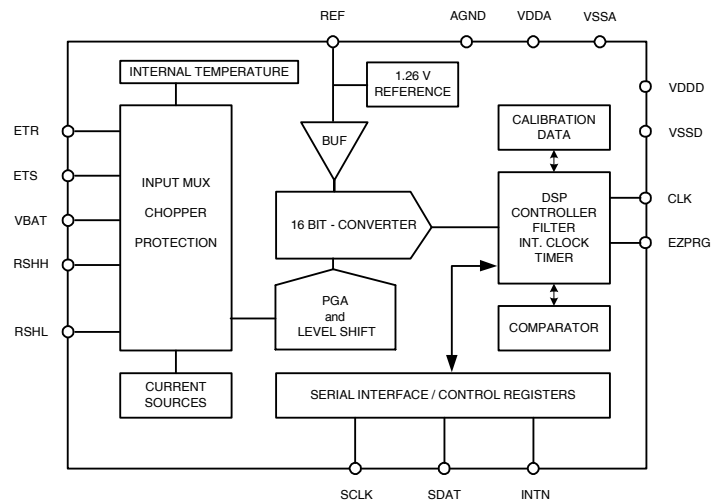 REF
AGND
VDDA
VSSA
INTERNAL TEMPERATURE
1.26 V
REFERENCE
VDDD
CALIBRATION
DATA
VSSD
ETR
ETS
VBAT
RSHH
RSHL
INPUT MUX
CHOPPER
PROTECTION
BUF
16 BIT - CONVERTER
DSP
CONTROLLER
FILTER
INT. CLOCK
TIMER
CLK
EZPRG
PGA
and
LEVEL SHIFT
COMPARATOR
CURRENT
SOURCES
SERIAL INTERFACE / CONTROL REGISTERS
SCLK
SDAT
INTN